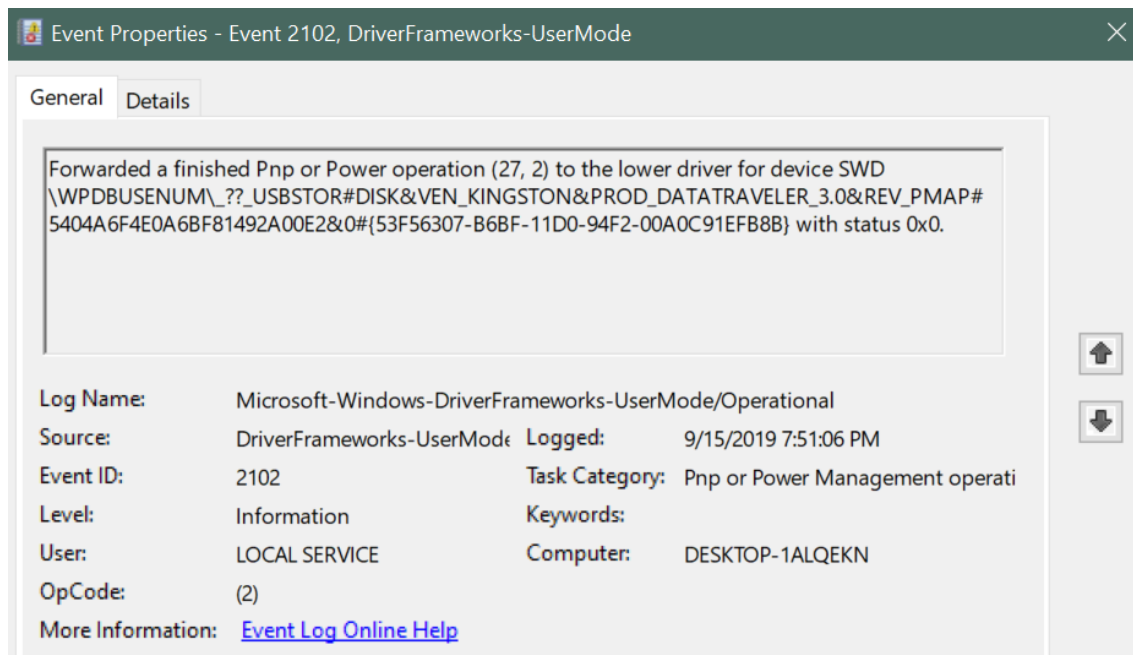 Event Properties - Event 2102, DriverFrameworks-UserMode
General Details
Forwarded a finished Pnp or Power operation (27, 2) to the lower driver for device SWD
\WPDBUSENUM\_??_USBSTOR#DISK&VEN_KINGSTON&PROD_DATATRAVELER_3.0&REV_PMAP#
5404A6F4E0A6BF81492A00E2&0#{53F56307-B6BF-11D0-94F2-00A0C91EFB8B} with status 0x0.
Log Name: Microsoft-Windows-DriverFrameworks-UserMode/Operational
Source: DriverFrameworks-UserMode Logged: 9/15/2019 7:51:06 PM
Event ID: 2102 Task Category: Pnp or Power Management operati
Level: Information Keywords:
User: LOCAL SERVICE Computer: DESKTOP-1ALQEKN
OpCode: (2)
More Information: Event Log Online Help